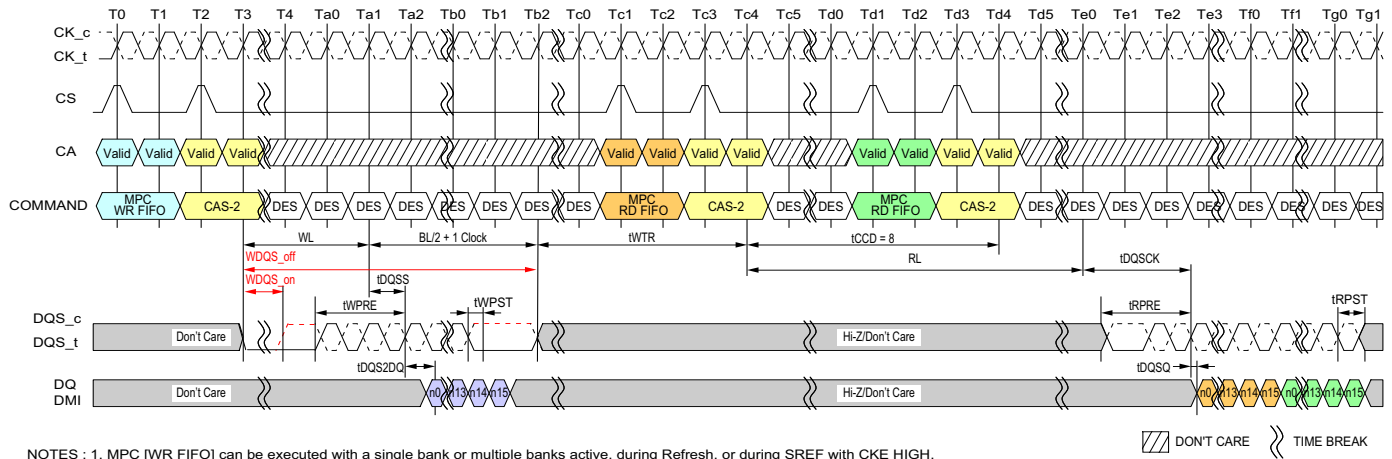 T0 T1 T2 T3 T4 Ta0 Ta1 Ta2 Tb0 Tb1 Tb2 Tc0 Tc1 Tc2 Tc3 Tc4 Tc5 Td0 Td1 Td2 Td3 Td4 Td5 Te0 Te1 Te2 Te3 Tf0 Tf1 Tg0 Tg1
CK_c
CK_t
CS
CA Valid Valid Valid Valid Valid Valid Valid Valid Valid Valid Valid Valid
COMMAND MPC WR FIFO CAS-2 DES DES DES DES DES DES DES DES MPC RD FIFO CAS-2 DES DES MPC RD FIFO CAS-2 DES DES DES DES DES DES DES DES DES
WL BL/2 + 1 Clock tWTR tCCD = 8
WDQS_off RL tDQSCK
WDQS_on tDQSS
tWPRE tWPST tRPRE tRPST
DQS_c
DQS_t Don't Care Hi-Z/Don't Care
tDQS2DQ tDQSQ
DQ
DMI Don't Care n0 n13 n14 n15 Hi-Z/Don't Care n0 n13 n14 n15 n0 n13 n14 n15
DON'T CARE TIME BREAK
NOTES : 1. MPC [WR FIFO] can be executed with a single bank or multiple banks active, during Refresh, or during SREF with CKE HIGH.